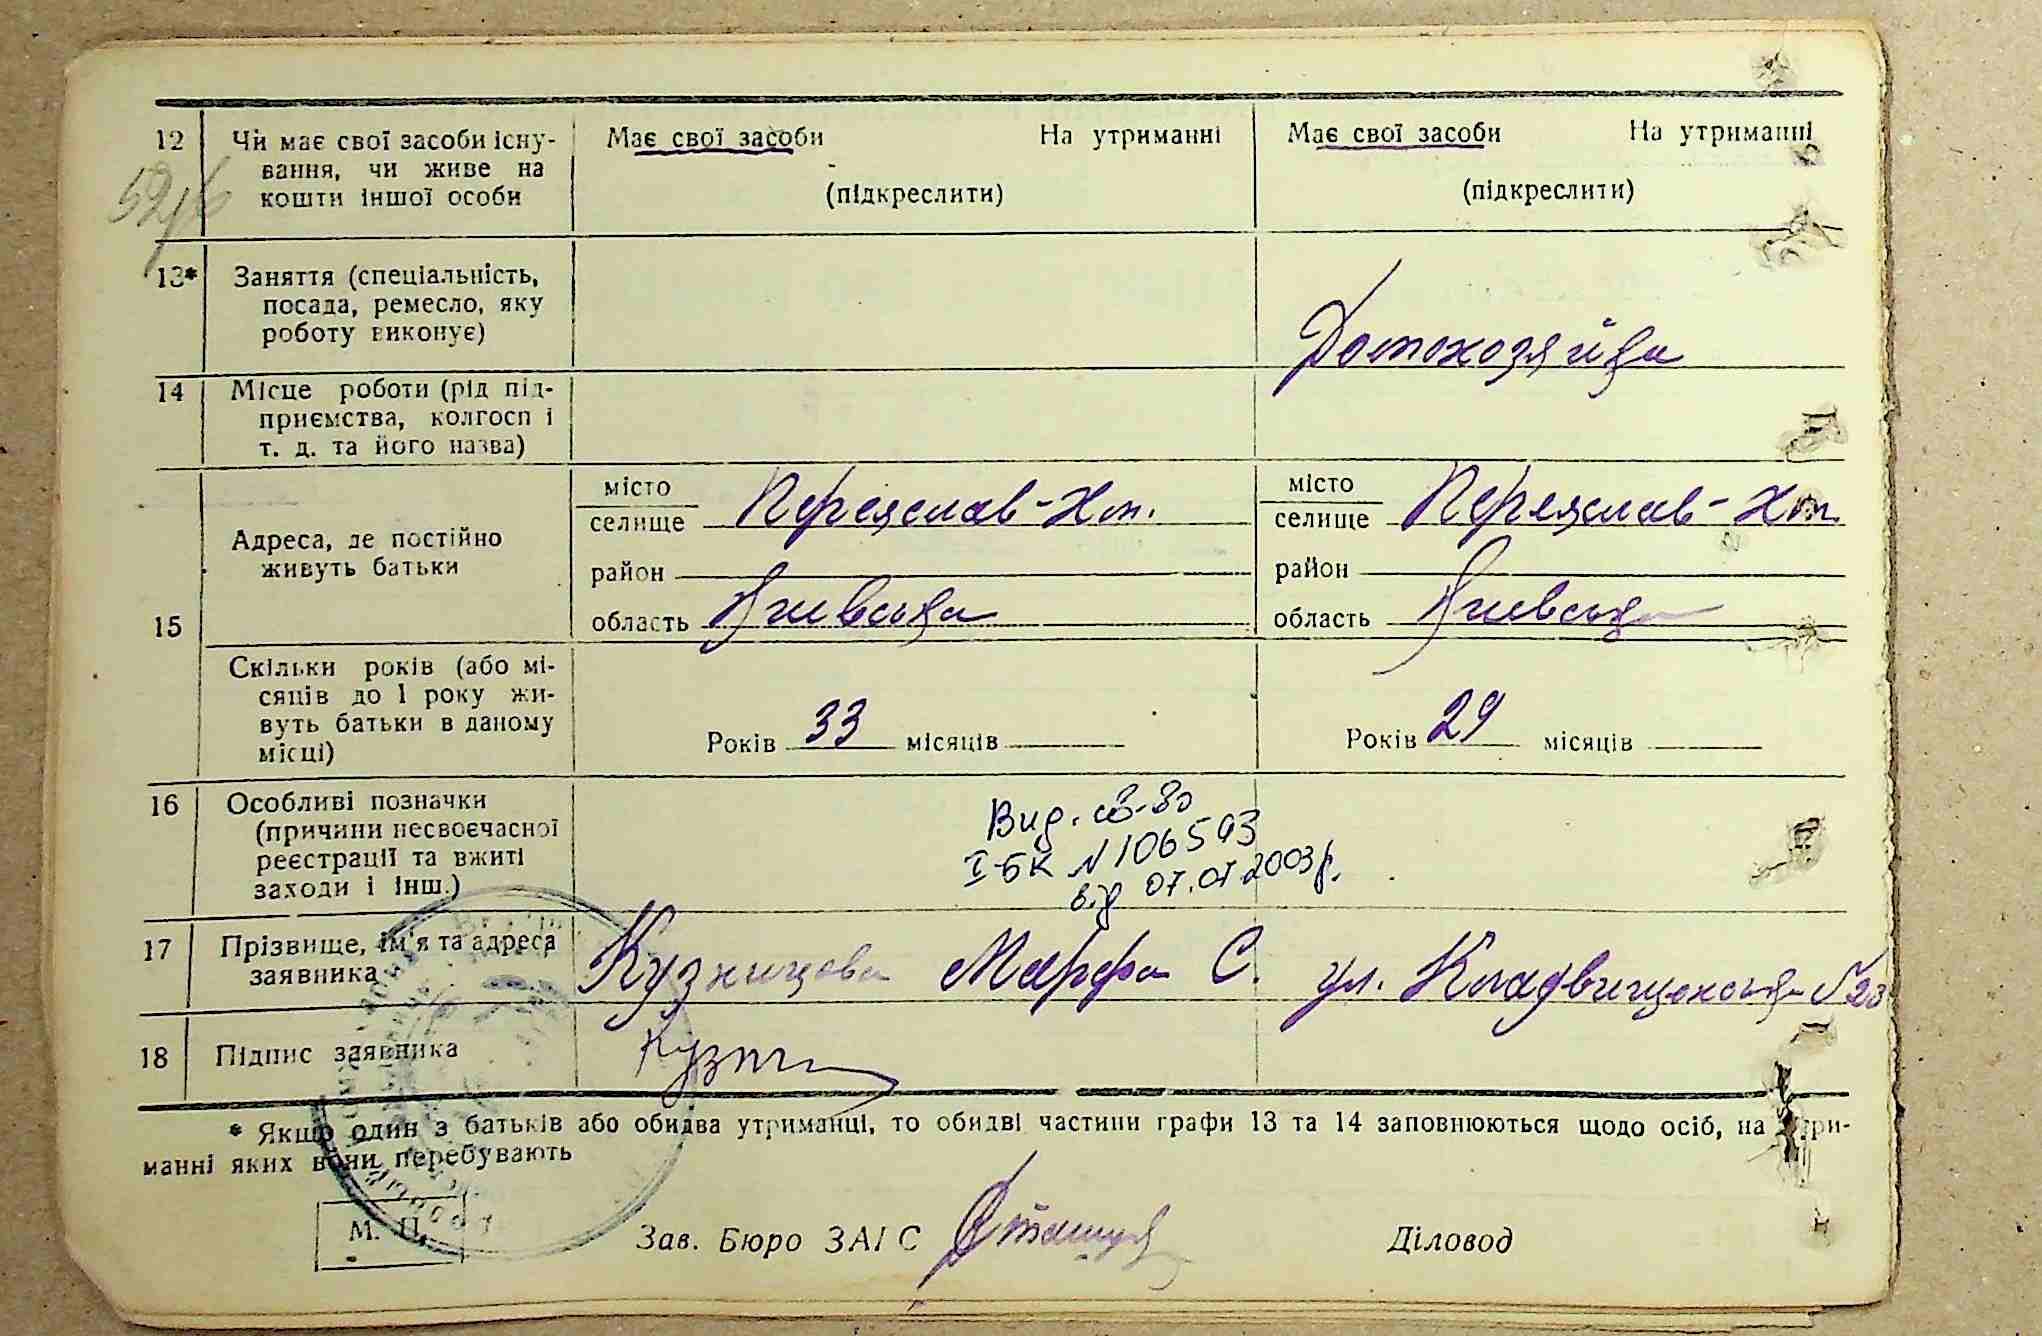 12 Чи має свої засоби існу-
вання, чи живе на
кошти іншої особи
Має свої засоби На утриманні
(підкреслити)
Має свої засоби На утриманні
(підкреслити)
13* Заняття (спеціальність,
посада, ремесло, яку
роботу виконує)
Домохозяйка
14 Місце роботи (рід під-
приємства, колгосп і
т. д. та його назва)
15
Адреса, де постійно
живуть батьки
місто
селище Переяслав-Хм.
район
область Київська
місто
селище Переяслав-Хм.
район
область Київська
Скільки років (або мі-
сяців до 1 року жи-
вуть батьки в даному
місці)
Років 33 місяців
Років 29 місяців
16 Особливі позначки
(причини несвоєчасної
реєстрації та вжиті
заходи і інш.)
Вид. св-во
І-БК N 106593
від 07.07.2003р.
17 Прізвище, ім'я та адреса
заявника
Кузницова Марфа С. ул.
18 Підпис заявника
* Якщо один з батьків або обидва утриманці, то обидві частини графи 13 та 14 заповнюються щодо осіб, на утри-
манні яких вони перебувають
М. П.
Зав. Бюро ЗАГС
Діловод